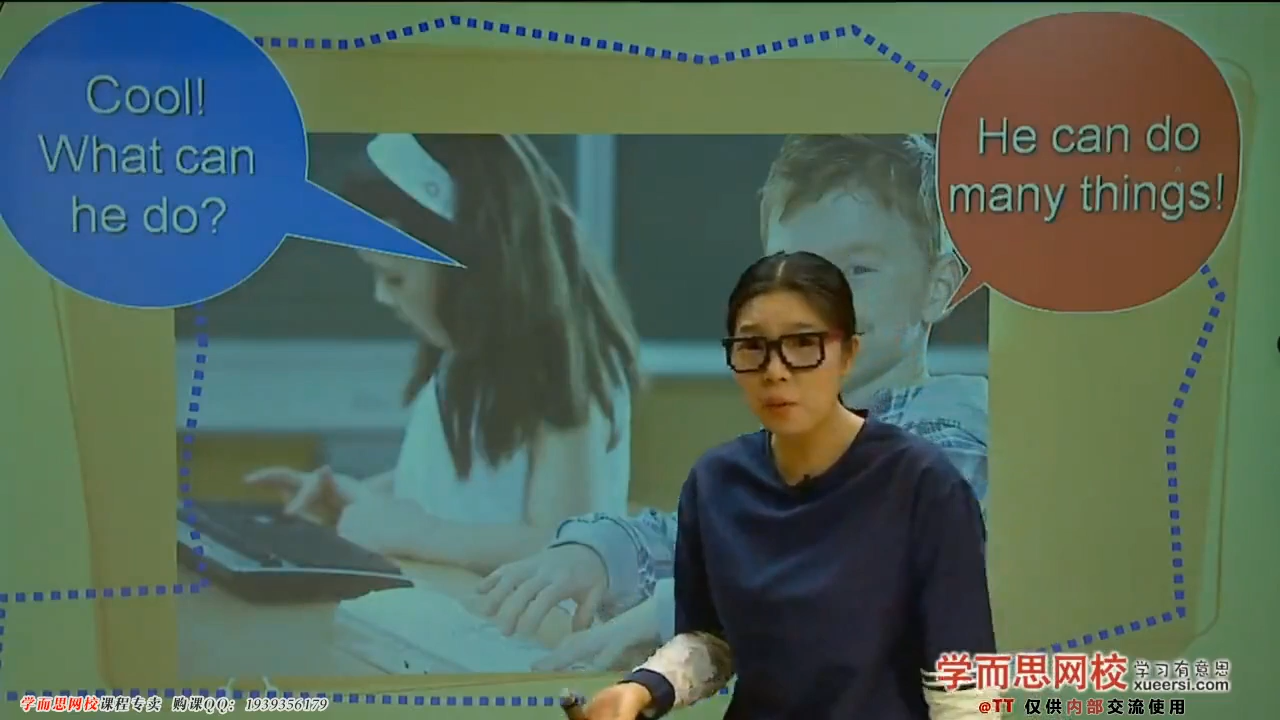 Cool!
What can
he do?
He can do
many things!
学而思网校
学习有意思
xueersi.com
学而思网校课程专卖 购课QQ: 1939356179
@TT 仅供内部交流使用